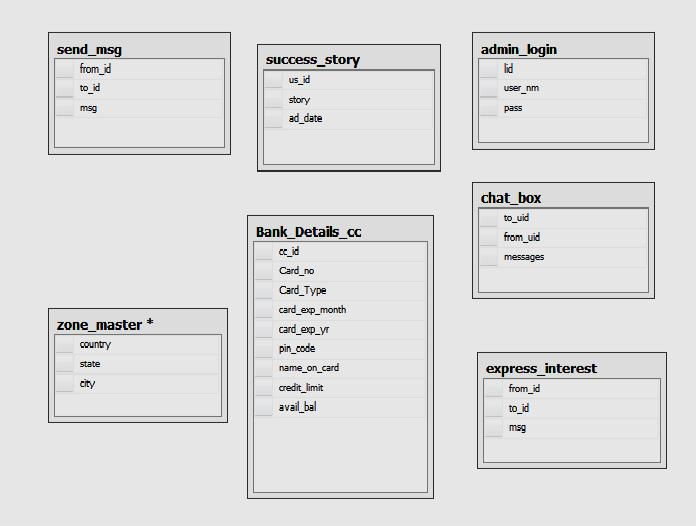 send_msg
from_id
to_id
msg
success_story
us_id
story
ad_date
admin_login
lid
user_nm
pass
chat_box
to_uid
from_uid
messages
Bank_Details_cc
cc_id
Card_no
Card_Type
card_exp_month
card_exp_yr
pin_code
name_on_card
credit_limit
avail_bal
zone_master *
country
state
city
express_interest
from_id
to_id
msg